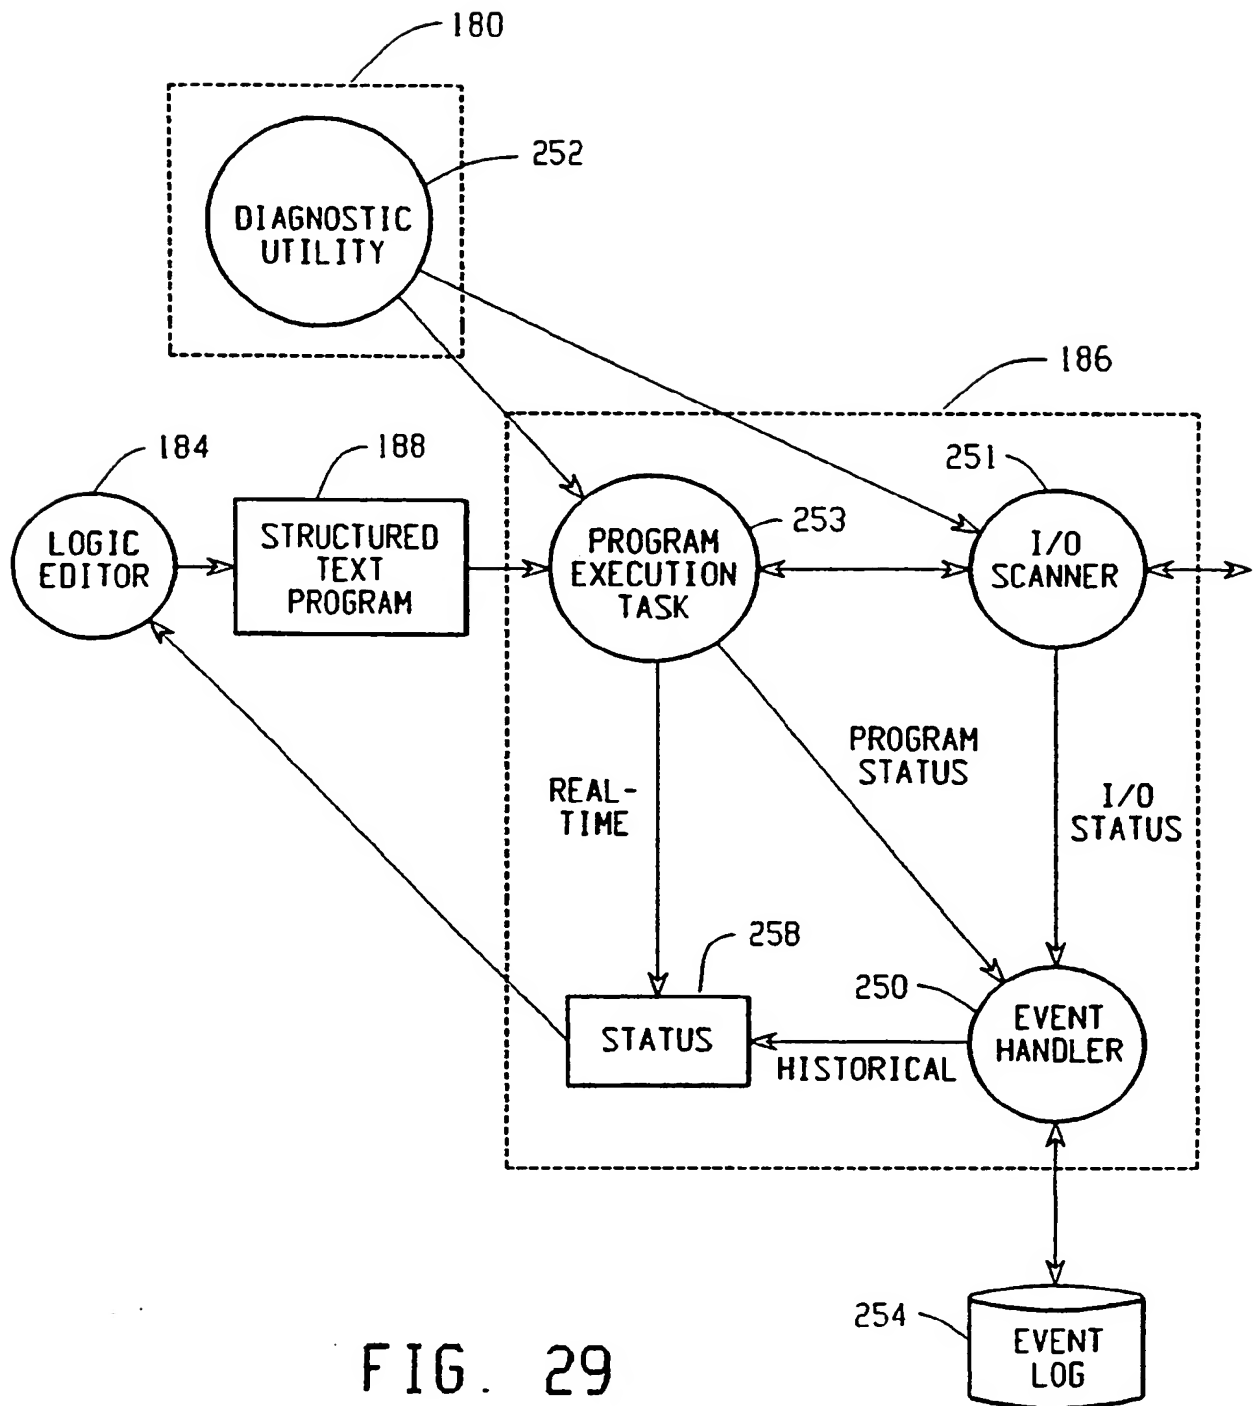 180
252
DIAGNOSTIC
UTILITY
186
184
188
251
LOGIC
EDITOR
STRUCTURED
TEXT
PROGRAM
253
PROGRAM
EXECUTION
TASK
I/O
SCANNER
PROGRAM
STATUS
REAL-
TIME
I/O
STATUS
258
250
STATUS
HISTORICAL
EVENT
HANDLER
254
EVENT
LOG
FIG. 29